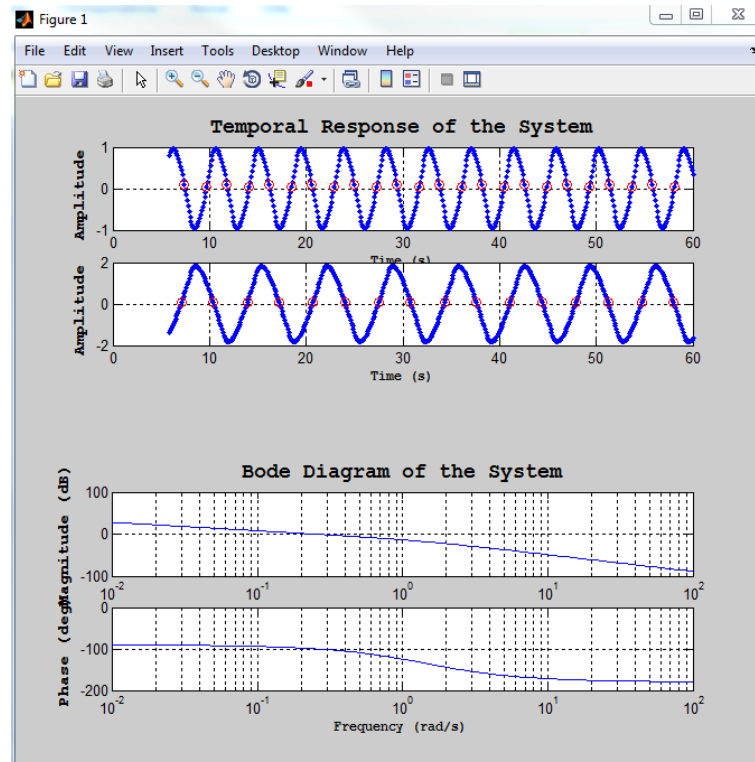 Figure 1
File Edit View Insert Tools Desktop Window Help
Temporal Response of the System
Amplitude
1
0
-1
0 10 20 30 40 50 60
Time (s)
Amplitude
2
0
-2
0 10 20 30 40 50 60
Time (s)
Bode Diagram of the System
Magnitude (dB)
100
0
-100
10^-2 10^-1 10^0 10^1 10^2
Phase (deg)
0
-100
-200
10^-2 10^-1 10^0 10^1 10^2
Frequency (rad/s)